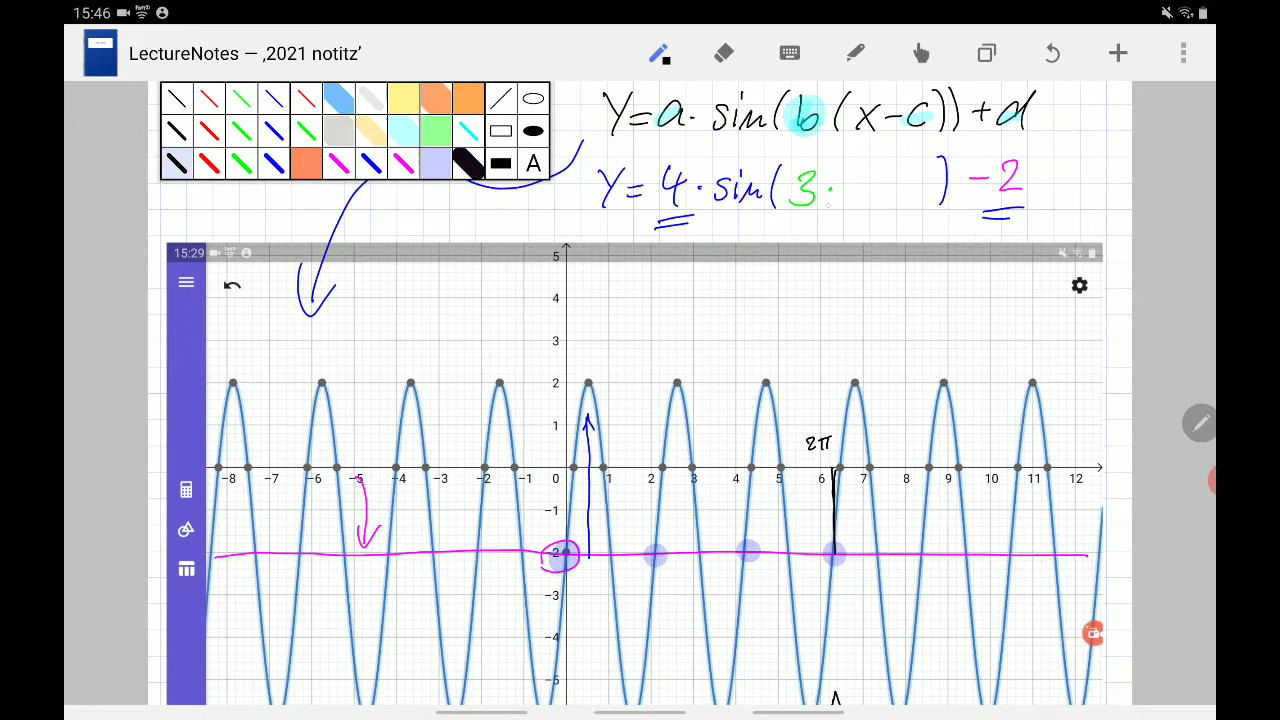 15:46
LectureNotes — ‚2021 notitz’
A
Y=a· sin(b(x-c))+d
Y= 4· sin(3· ) -2
15:29
5
4
3
2
1
2π
-8 -7 -6 -5 -4 -3 -2 -1 0 1 2 3 4 5 6 7 8 9 10 11 12
-1
-2
-3
-4
-5